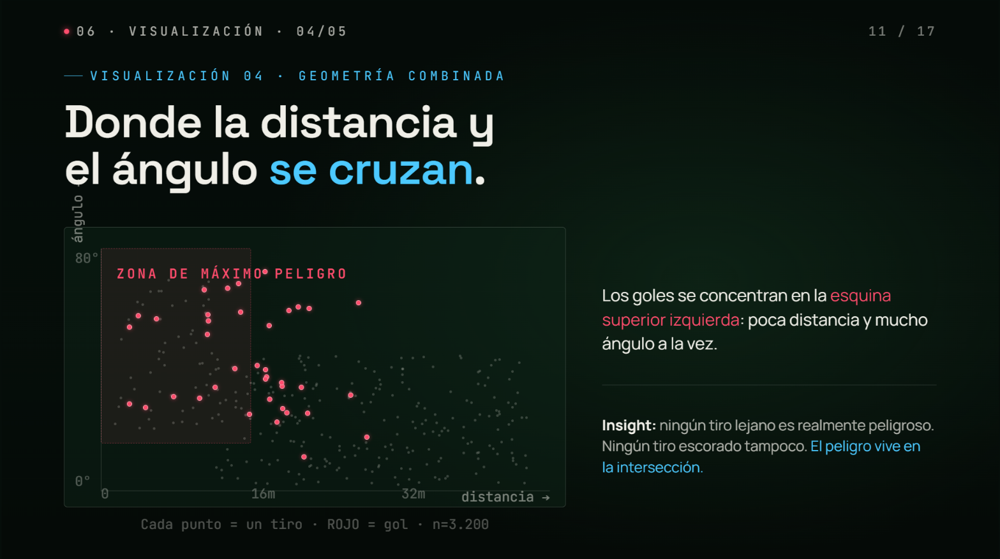 06 · VISUALIZACIÓN · 04/05
11 / 17
VISUALIZACIÓN 04 · GEOMETRÍA COMBINADA
Donde la distancia y
el ángulo se cruzan.
ángulo
80°
ZONA DE MÁXIMO PELIGRO
0°
0
16m
32m
distancia →
Cada punto = un tiro · ROJO = gol · n=3.200
Los goles se concentran en la esquina
superior izquierda: poca distancia y mucho
ángulo a la vez.
Insight: ningún tiro lejano es realmente peligroso.
Ningún tiro escorado tampoco. El peligro vive en
la intersección.